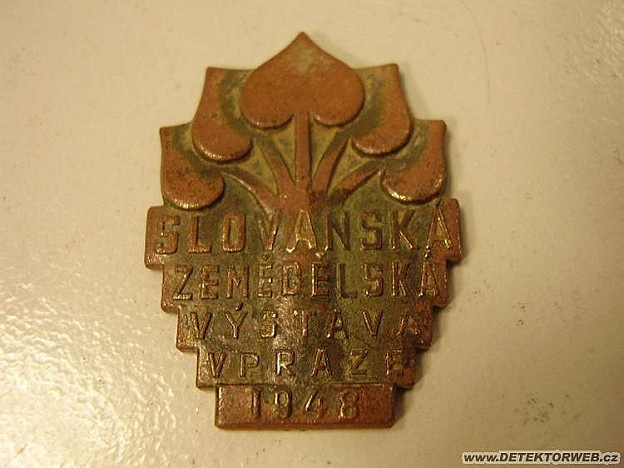 SLOVANSKÁ
ZEMĚDĚLSKÁ
VÝSTAVA
V PRAZE
1948
www.DETEKTORWEB.cz